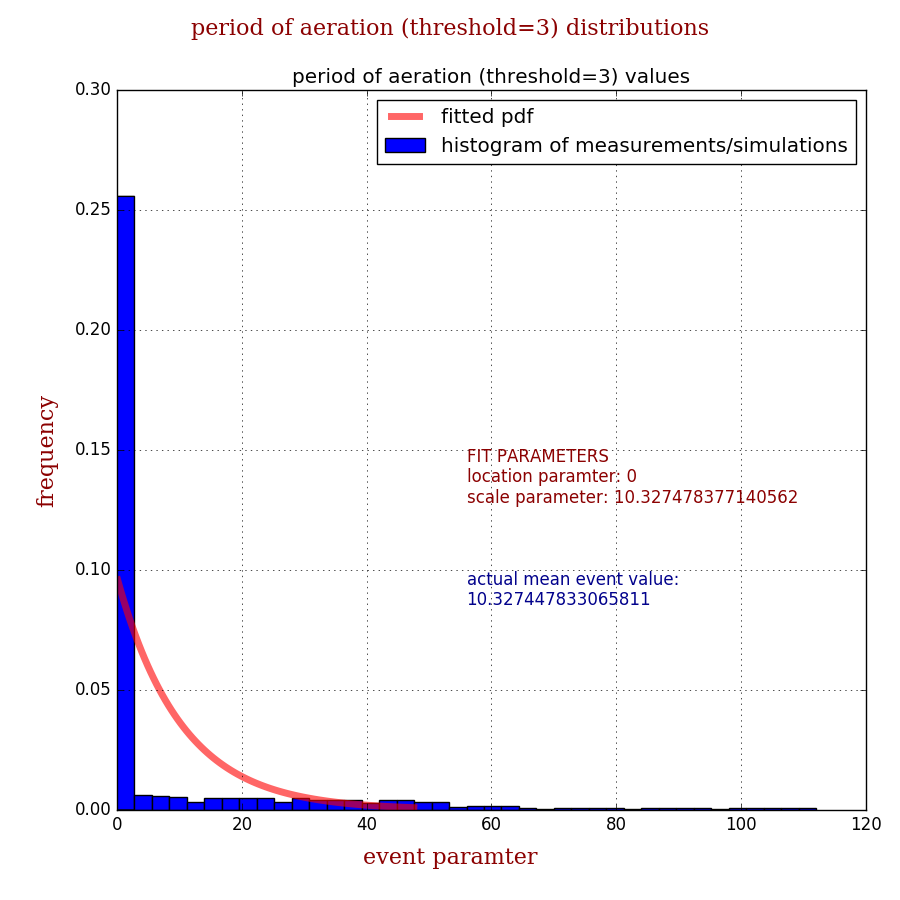 period of aeration (threshold=3) distributions
period of aeration (threshold=3) values
fitted pdf
histogram of measurements/simulations
0.30
0.25
0.20
0.15
0.10
0.05
0.00
frequency
FIT PARAMETERS
location paramter: 0
scale parameter: 10.327478377140562
actual mean event value:
10.327447833065811
0 20 40 60 80 100 120
event paramter